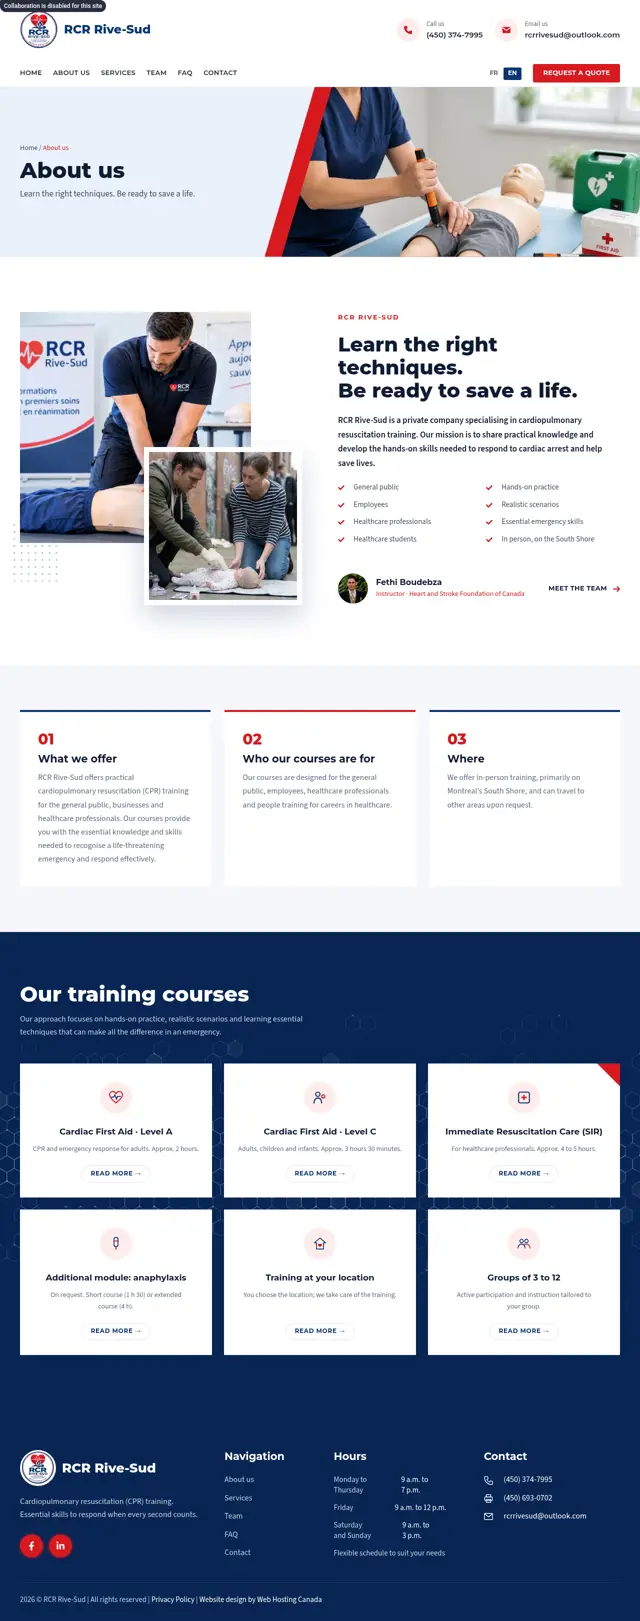 Collaboration is disabled for this site
RCR
RIVE-SUD
RCR Rive-Sud
Call us
(450) 374-7995
Email us
rcrrivesud@outlook.com
HOME ABOUT US SERVICES TEAM FAQ CONTACT
FR EN
REQUEST A QUOTE
Home / About us
About us
Learn the right techniques. Be ready to save a life.
FIRST AID
RCR
Rive-Sud
ormations
n premiers soins
en réanimation
RCR
RCR RIVE-SUD
Learn the right
techniques.
Be ready to save a life.
RCR Rive-Sud is a private company specialising in cardiopulmonary
resuscitation training. Our mission is to share practical knowledge and
develop the hands-on skills needed to respond to cardiac arrest and help
save lives.
General public
Hands-on practice
Employees
Realistic scenarios
Healthcare professionals
Essential emergency skills
Healthcare students
In person, on the South Shore
Fethi Boudebza
Instructor · Heart and Stroke Foundation of Canada
MEET THE TEAM →
01
What we offer
RCR Rive-Sud offers practical
cardiopulmonary resuscitation (CPR) training
for the general public, businesses and
healthcare professionals. Our courses provide
you with the essential knowledge and skills
needed to recognise a life-threatening
emergency and respond effectively.
02
Who our courses are for
Our courses are designed for the general
public, employees, healthcare professionals
and people training for careers in healthcare.
03
Where
We offer in-person training, primarily on
Montreal's South Shore, and can travel to
other areas upon request.
Our training courses
Our approach focuses on hands-on practice, realistic scenarios and learning essential
techniques that can make all the difference in an emergency.
Cardiac First Aid · Level A
CPR and emergency response for adults. Approx. 2 hours.
READ MORE →
Cardiac First Aid · Level C
Adults, children and infants. Approx. 3 hours 30 minutes.
READ MORE →
Immediate Resuscitation Care (SIR)
For healthcare professionals. Approx. 4 to 5 hours.
READ MORE →
Additional module: anaphylaxis
On request. Short course (1 h 30) or extended
course (4 h).
READ MORE →
Training at your location
You choose the location; we take care of the training.
READ MORE →
Groups of 3 to 12
Active participation and instruction tailored to
your group.
READ MORE →
RCR
RIVE-SUD
RCR Rive-Sud
Cardiopulmonary resuscitation (CPR) training.
Essential skills to respond when every second counts.
Navigation
About us
Services
Team
FAQ
Contact
Hours
Monday to
Thursday
9 a.m. to
7 p.m.
Friday
9 a.m. to 12 p.m.
Saturday
and Sunday
9 a.m. to
3 p.m.
Flexible schedule to suit your needs
Contact
(450) 374-7995
(450) 693-0702
rcrrivesud@outlook.com
2026 © RCR Rive-Sud | All rights reserved | Privacy Policy | Website design by Web Hosting Canada